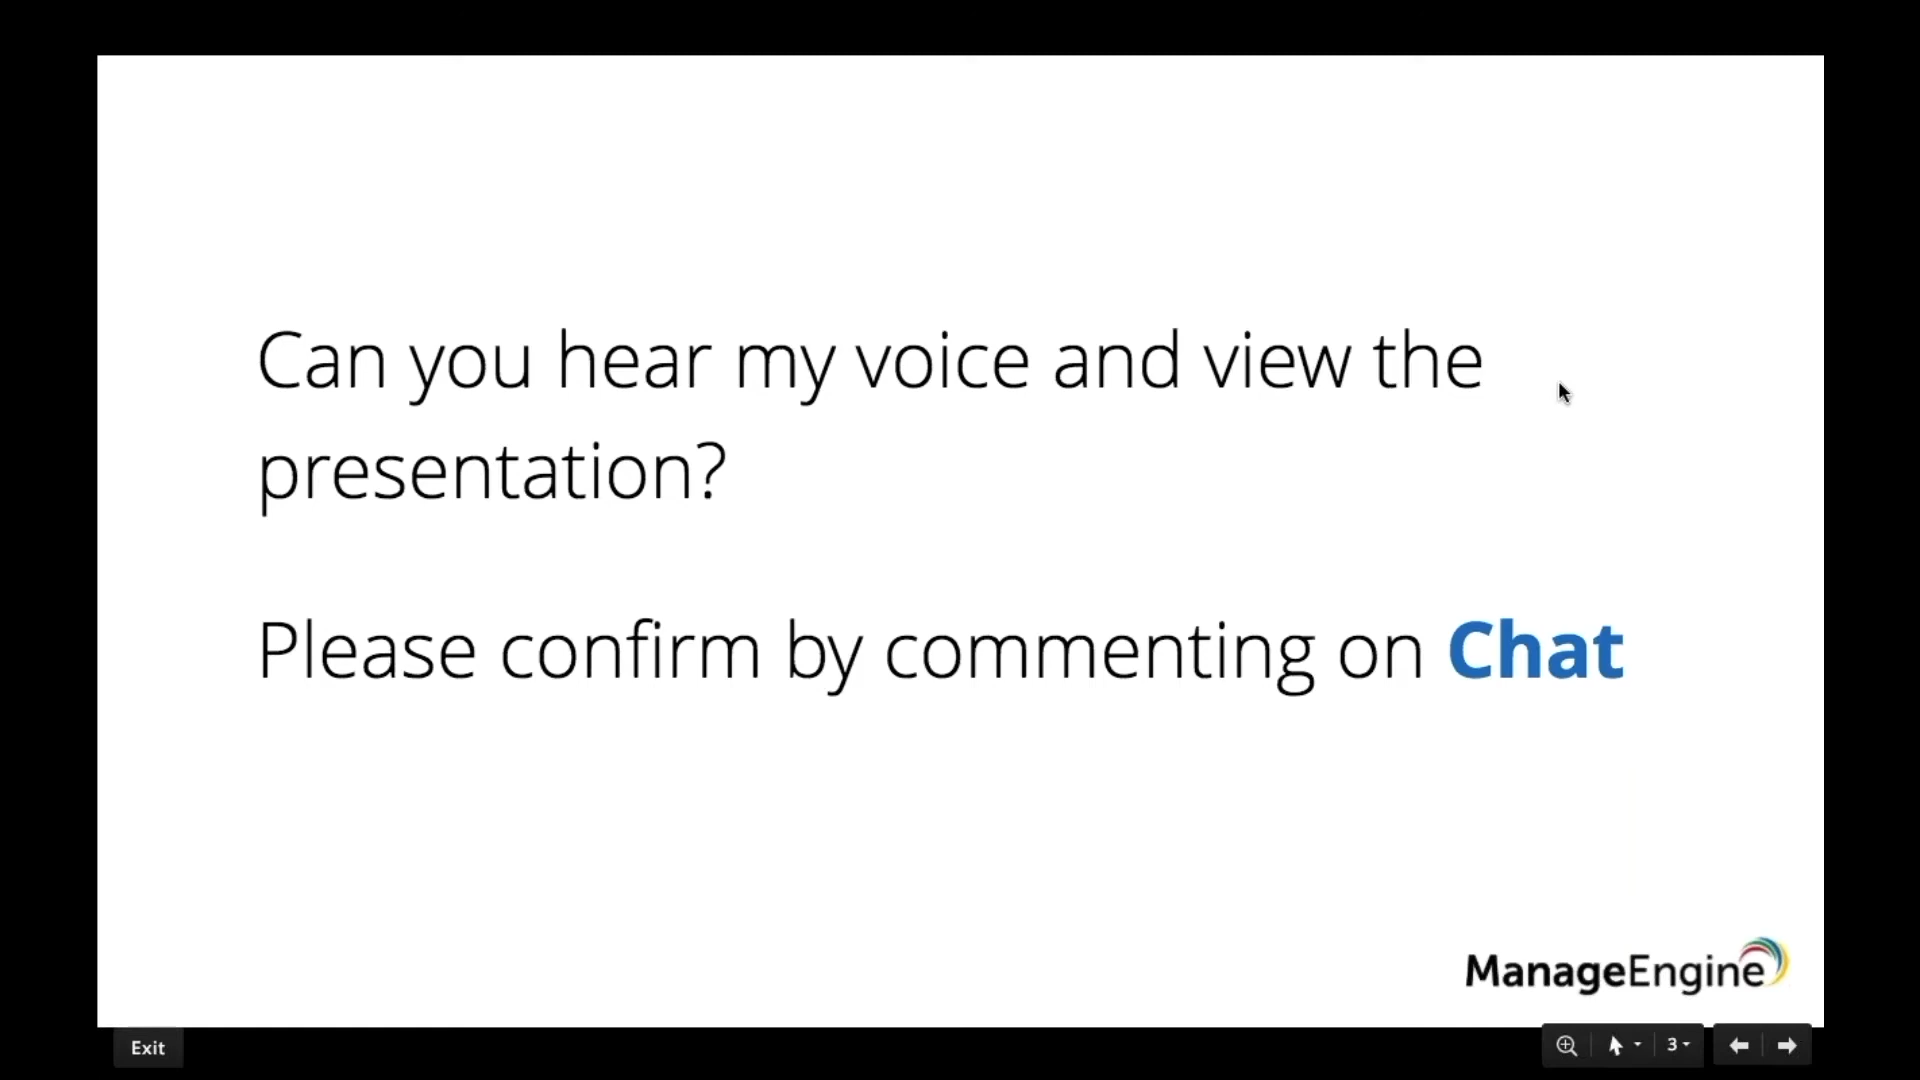 Can you hear my voice and view the
presentation?
Please confirm by commenting on Chat
ManageEngine
Exit
3